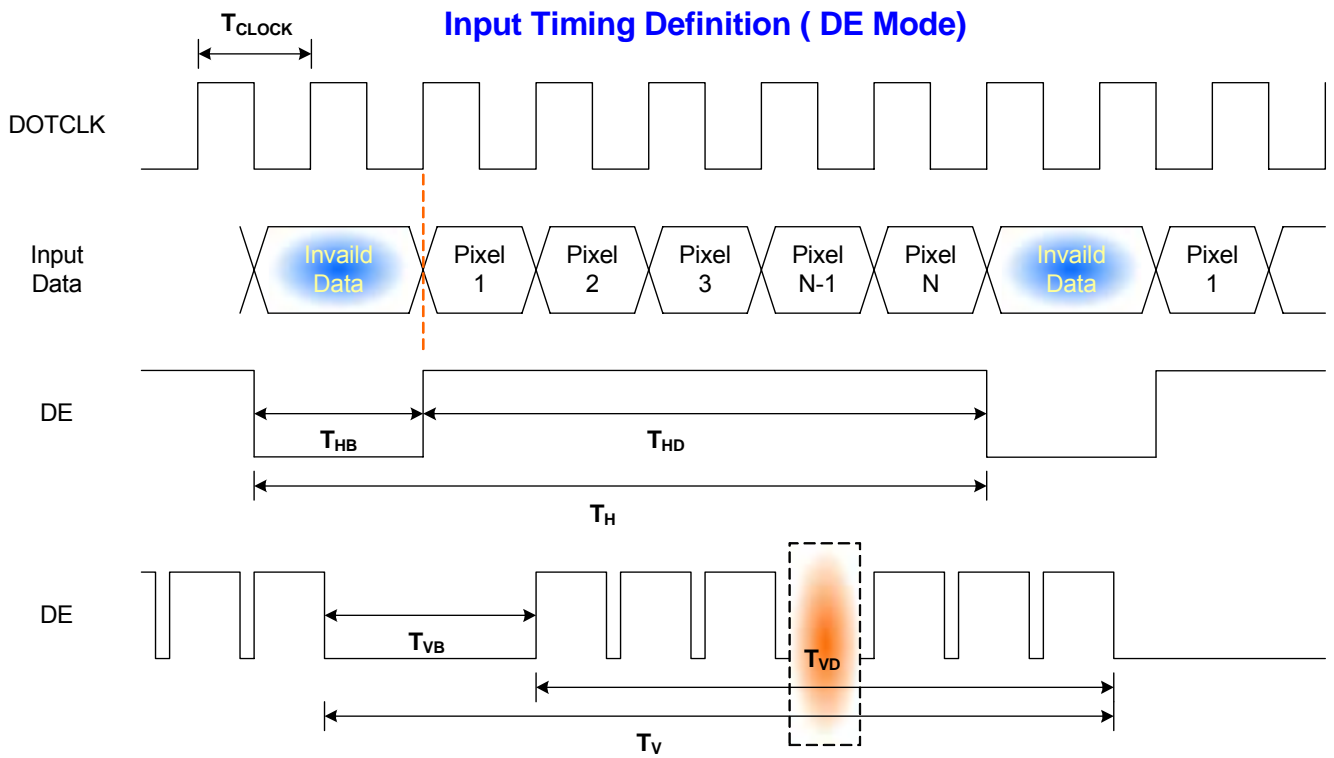 Input Timing Definition ( DE Mode)
TCLOCK
DOTCLK
Input
Data
Invaild
Data
Pixel
1
Pixel
2
Pixel
3
Pixel
N-1
Pixel
N
Invaild
Data
Pixel
1
DE
THB
THD
TH
DE
TVB
TVD
TV